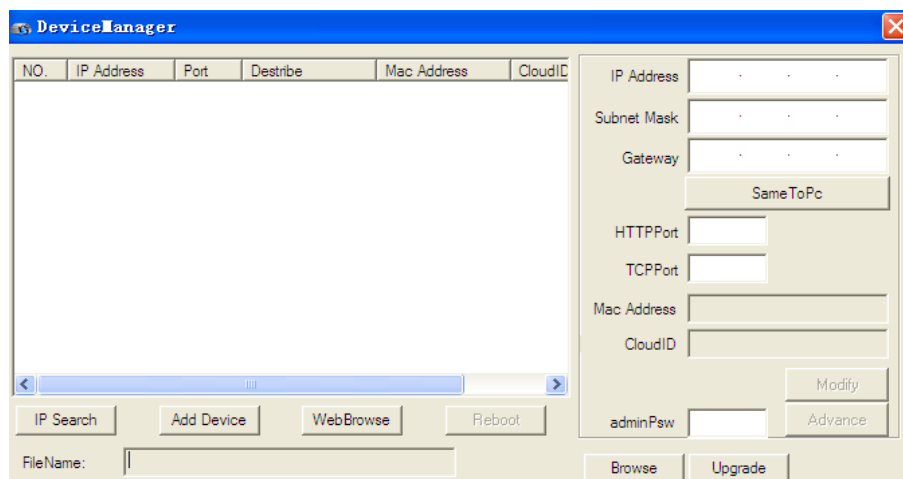 DeviceManager
NO. IP Address Port Destribe Mac Address CloudID
IP Address
Subnet Mask
Gateway
SameToPc
HTTPPort
TCPPort
Mac Address
CloudID
Modify
IP Search Add Device WebBrowse Reboot
adminPsw Advance
FileName:
Browse Upgrade